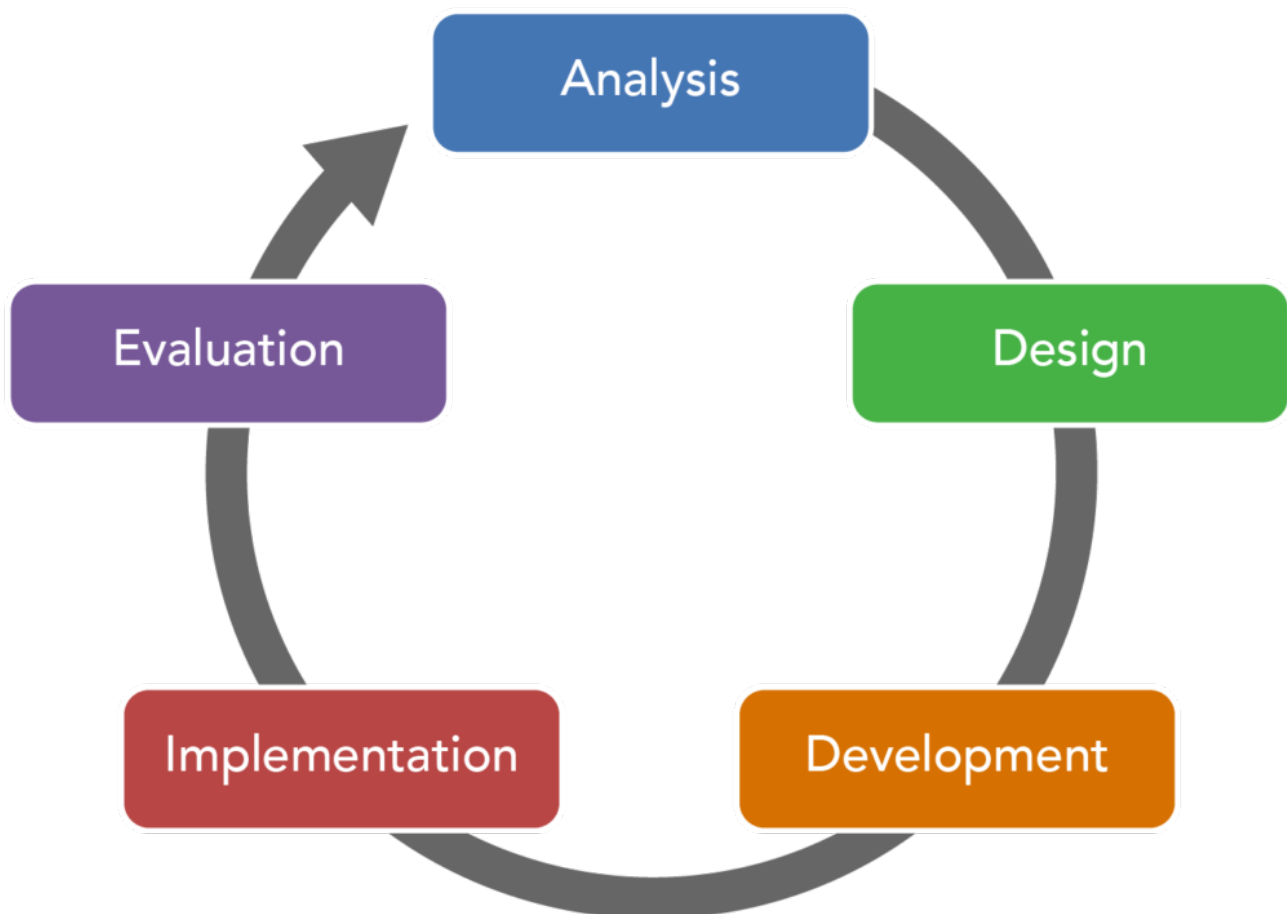 Analysis
Design
Development
Implementation
Evaluation